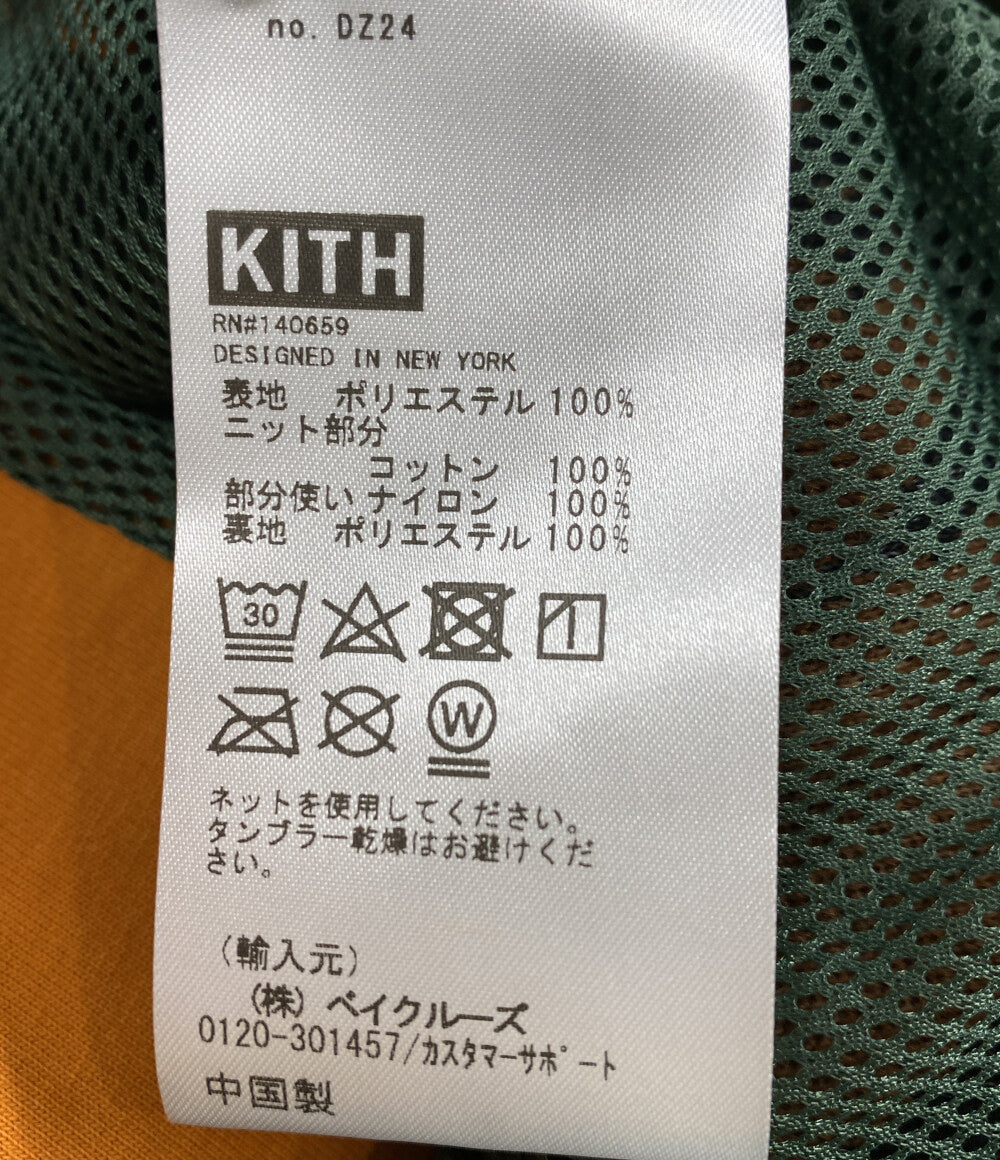 no. DZ24
KITH
RN#140659
DESIGNED IN NEW YORK
表地 ポリエステル 100%
ニット部分
コットン 100%
部分使い ナイロン 100%
裏地 ポリエステル 100%
30
W
ネットを使用してください。
タンブラー乾燥はお避けくだ
さい。
(輸入元)
(株) ベイクルーズ
0120-301457/カスタマーサポート
中国製